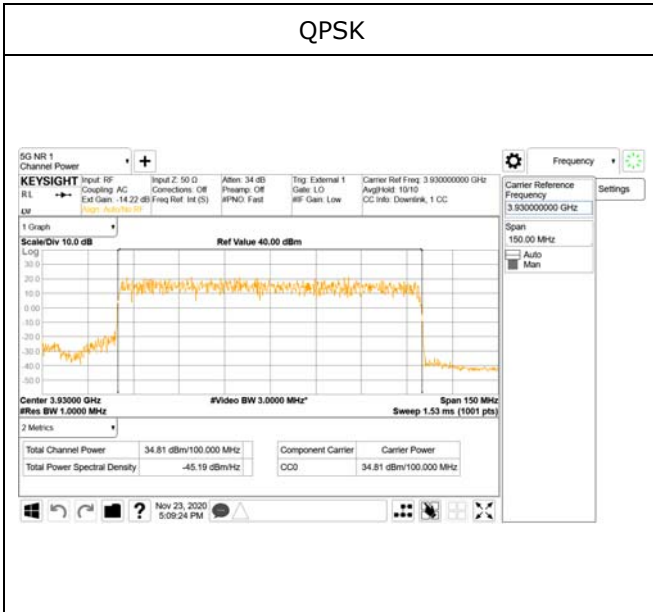 QPSK
5G NR 1
Channel Power
Frequency
KEYSIGHT
RL
Input: RF
Coupling: AC
Ext Gain: -14.22 dB
Align: Auto/No RF
Input Z: 50 Ω
Corrections: Off
Freq Ref: Int (S)
Atten: 34 dB
Preamp: Off
#PNO: Fast
Trig: External 1
Gate: LO
#IF Gain: Low
Carrier Ref Freq: 3.930000000 GHz
Avg|Hold: 10/10
CC Info: Downlink, 1 CC
Carrier Reference
Frequency
3.930000000 GHz
Settings
Span
150.00 MHz
Auto
Man
1 Graph
Scale/Div 10.0 dB
Ref Value 40.00 dBm
Log
30.0
20.0
10.0
0.00
-10.0
-20.0
-30.0
-40.0
-50.0
Center 3.93000 GHz
#Video BW 3.0000 MHz*
Span 150 MHz
#Res BW 1.0000 MHz
Sweep 1.53 ms (1001 pts)
2 Metrics
Total Channel Power 34.81 dBm/100.000 MHz
Total Power Spectral Density -45.19 dBm/Hz
Component Carrier Carrier Power
CC0 34.81 dBm/100.000 MHz
Nov 23, 2020
5:09:24 PM